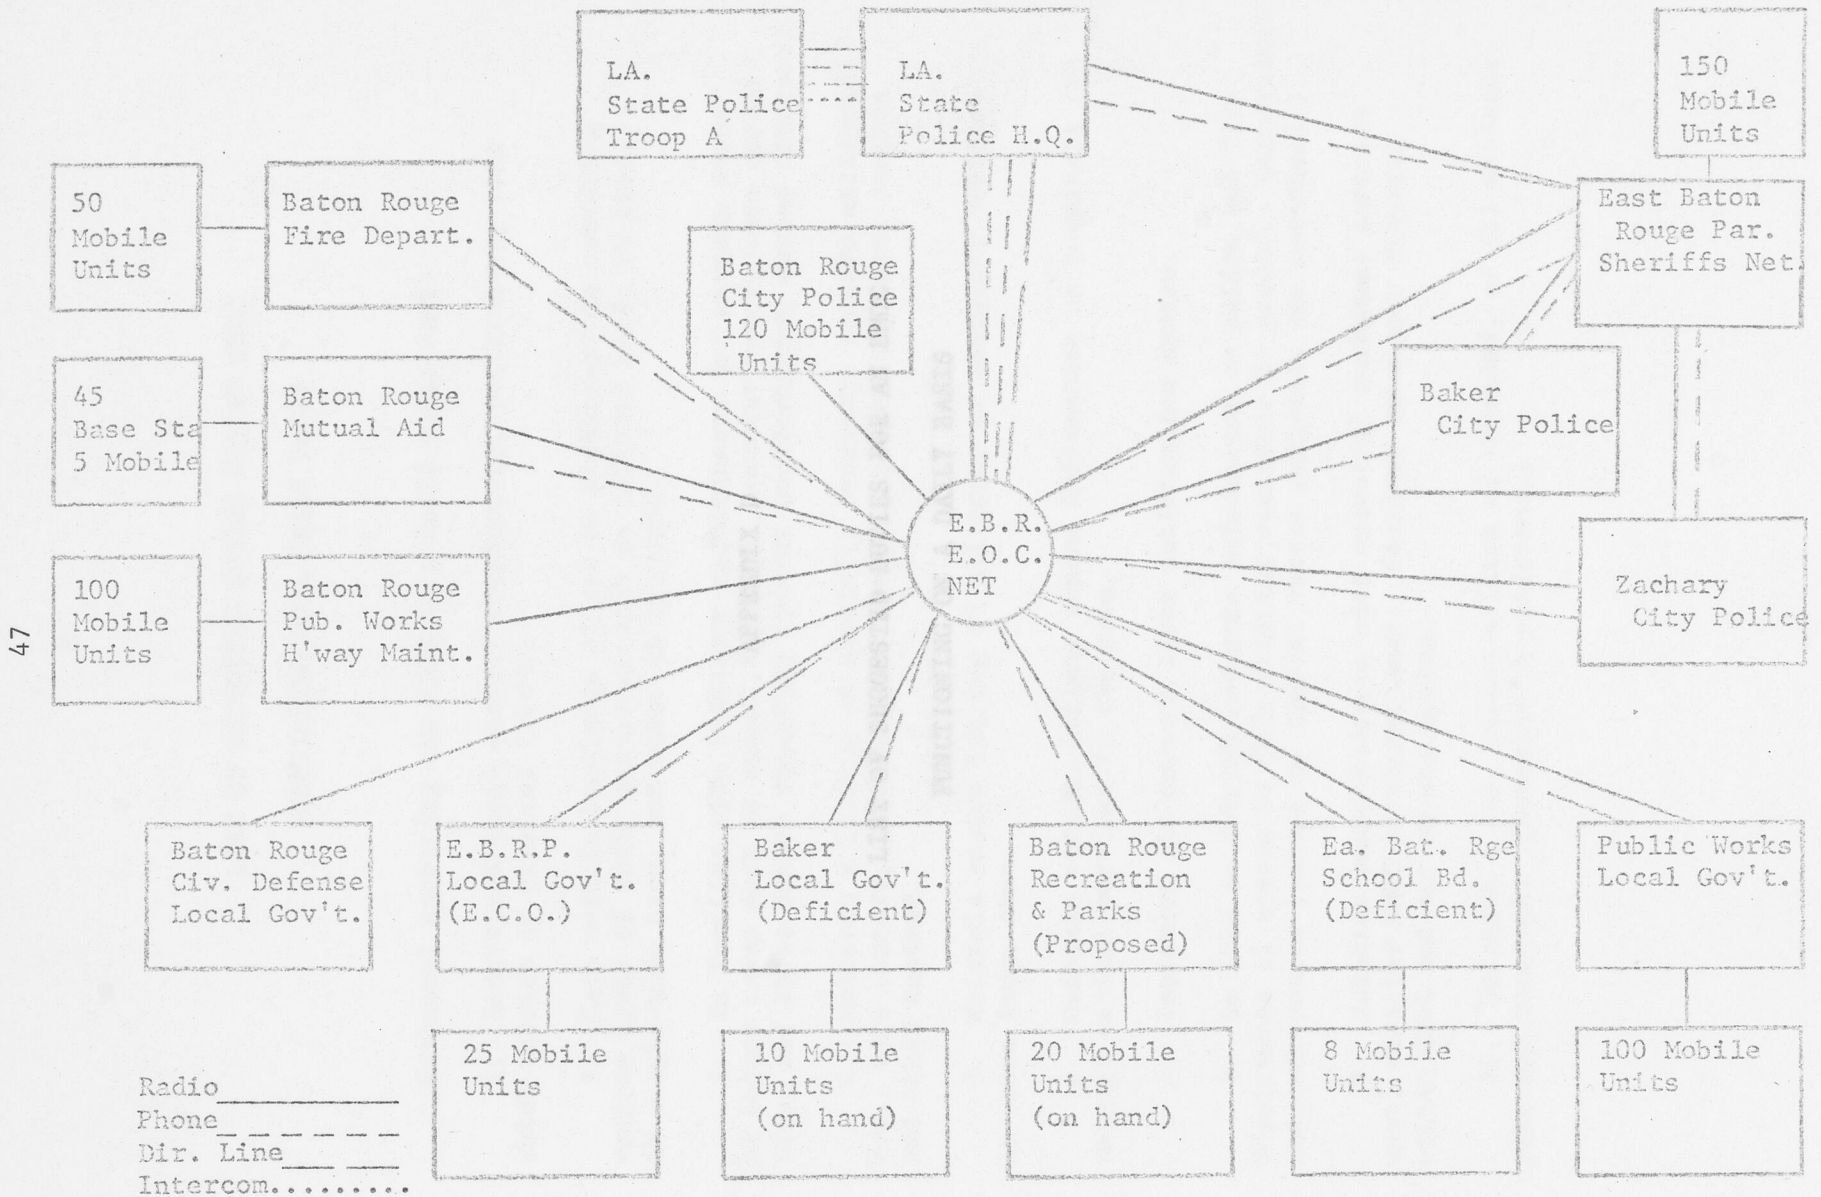 LA.
State Police
Troop A
LA.
State
Police H.Q.
150
Mobile
Units
50
Mobile
Units
Baton Rouge
Fire Depart.
Baton Rouge
City Police
120 Mobile
Units
East Baton
Rouge Par.
Sheriffs Net.
45
Base Sta
5 Mobile
Baton Rouge
Mutual Aid
Baker
City Police
E.B.R.
E.O.C.
NET
100
Mobile
Units
Baton Rouge
Pub. Works
H'way Maint.
Zachary
City Police
47
Baton Rouge
Civ. Defense
Local Gov't.
E.B.R.P.
Local Gov't.
(E.C.O.)
Baker
Local Gov't.
(Deficient)
Baton Rouge
Recreation
& Parks
(Proposed)
Ea. Bat. Rge
School Bd.
(Deficient)
Public Works
Local Gov't.
25 Mobile
Units
10 Mobile
Units
(on hand)
20 Mobile
Units
(on hand)
8 Mobile
Units
100 Mobile
Units
Radio
Phone
Dir. Line
Intercom.........